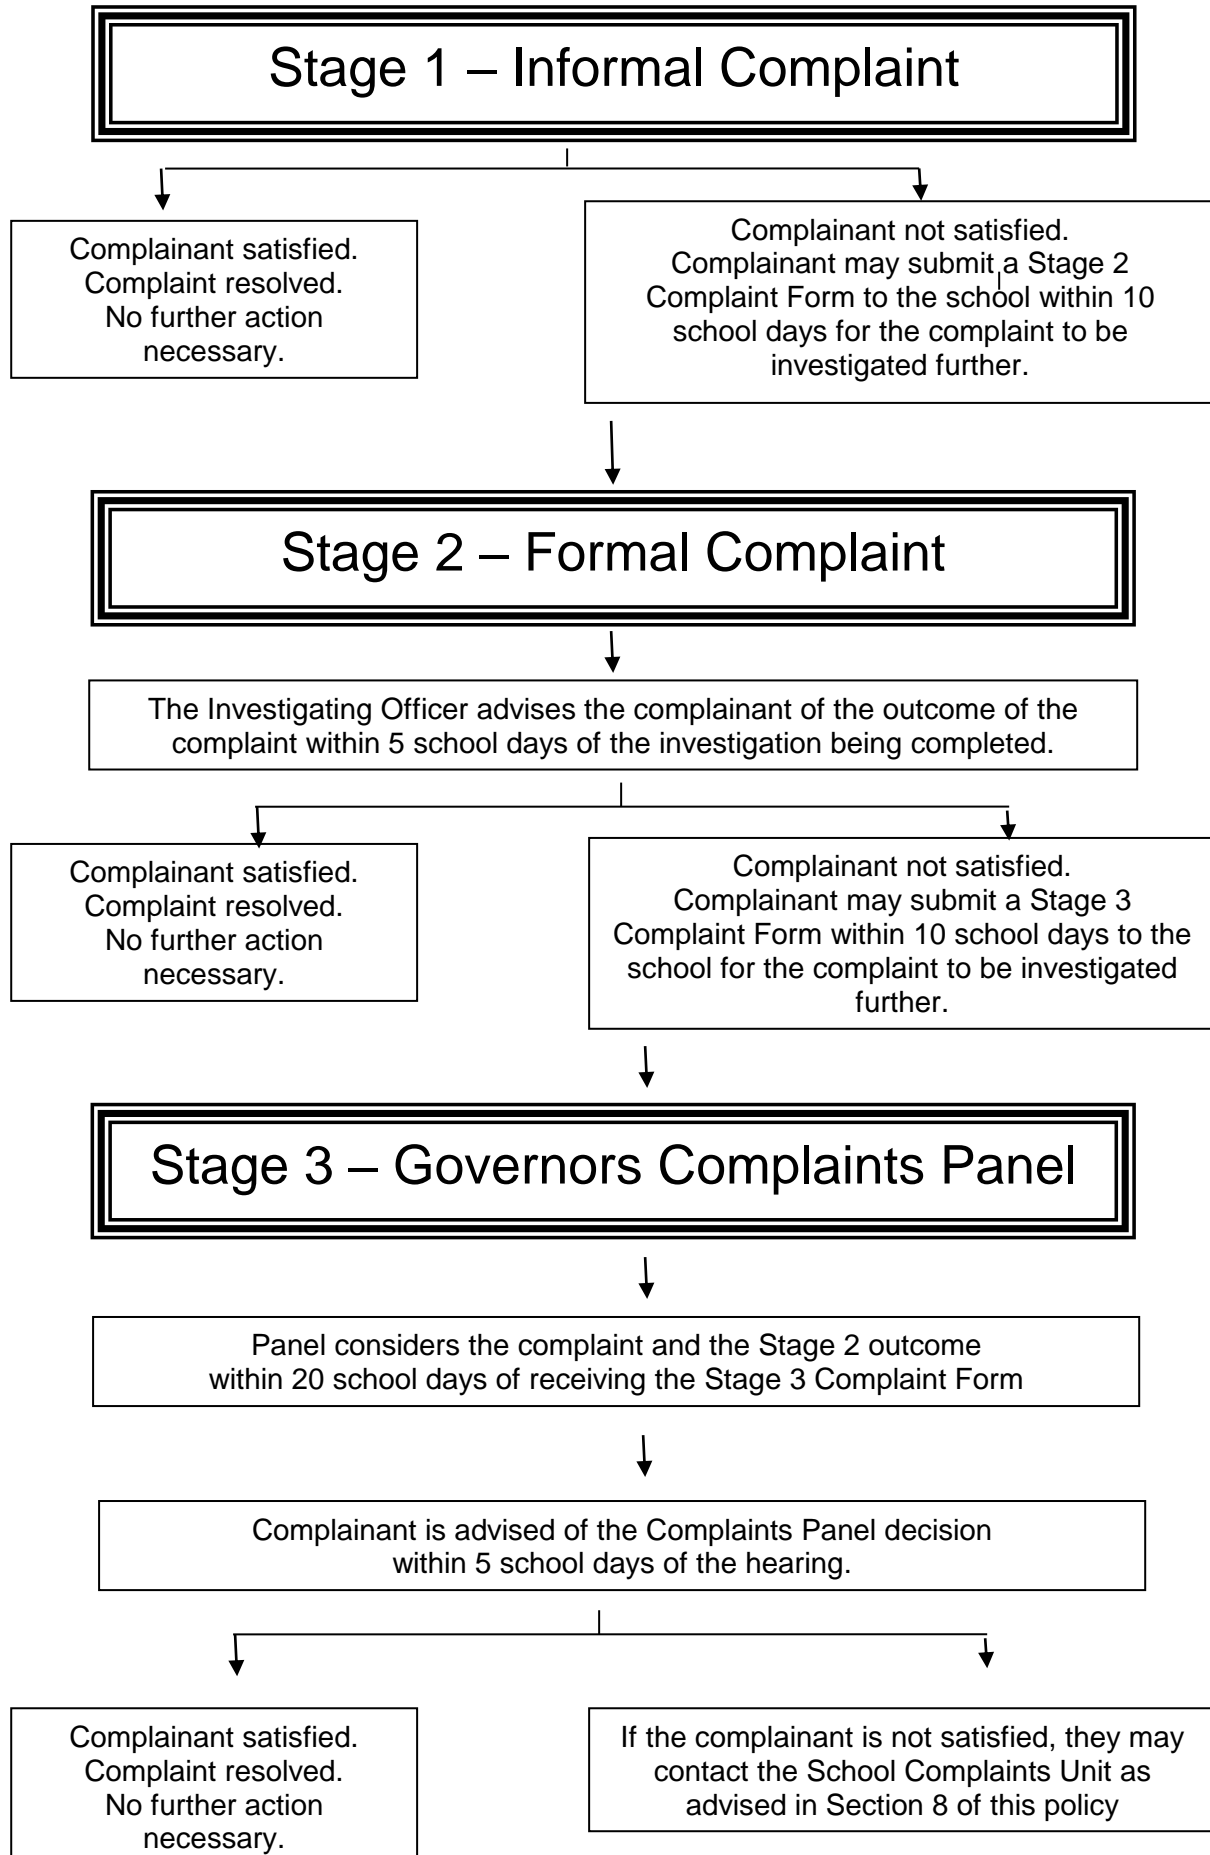 Stage 1 – Informal Complaint
Complainant satisfied.
Complaint resolved.
No further action
necessary.
Complainant not satisfied.
Complainant may submit a Stage 2
Complaint Form to the school within 10
school days for the complaint to be
investigated further.
Stage 2 – Formal Complaint
The Investigating Officer advises the complainant of the outcome of the
complaint within 5 school days of the investigation being completed.
Complainant satisfied.
Complaint resolved.
No further action
necessary.
Complainant not satisfied.
Complainant may submit a Stage 3
Complaint Form within 10 school days to the
school for the complaint to be investigated
further.
Stage 3 – Governors Complaints Panel
Panel considers the complaint and the Stage 2 outcome
within 20 school days of receiving the Stage 3 Complaint Form
Complainant is advised of the Complaints Panel decision
within 5 school days of the hearing.
Complainant satisfied.
Complaint resolved.
No further action
necessary.
If the complainant is not satisfied, they may
contact the School Complaints Unit as
advised in Section 8 of this policy